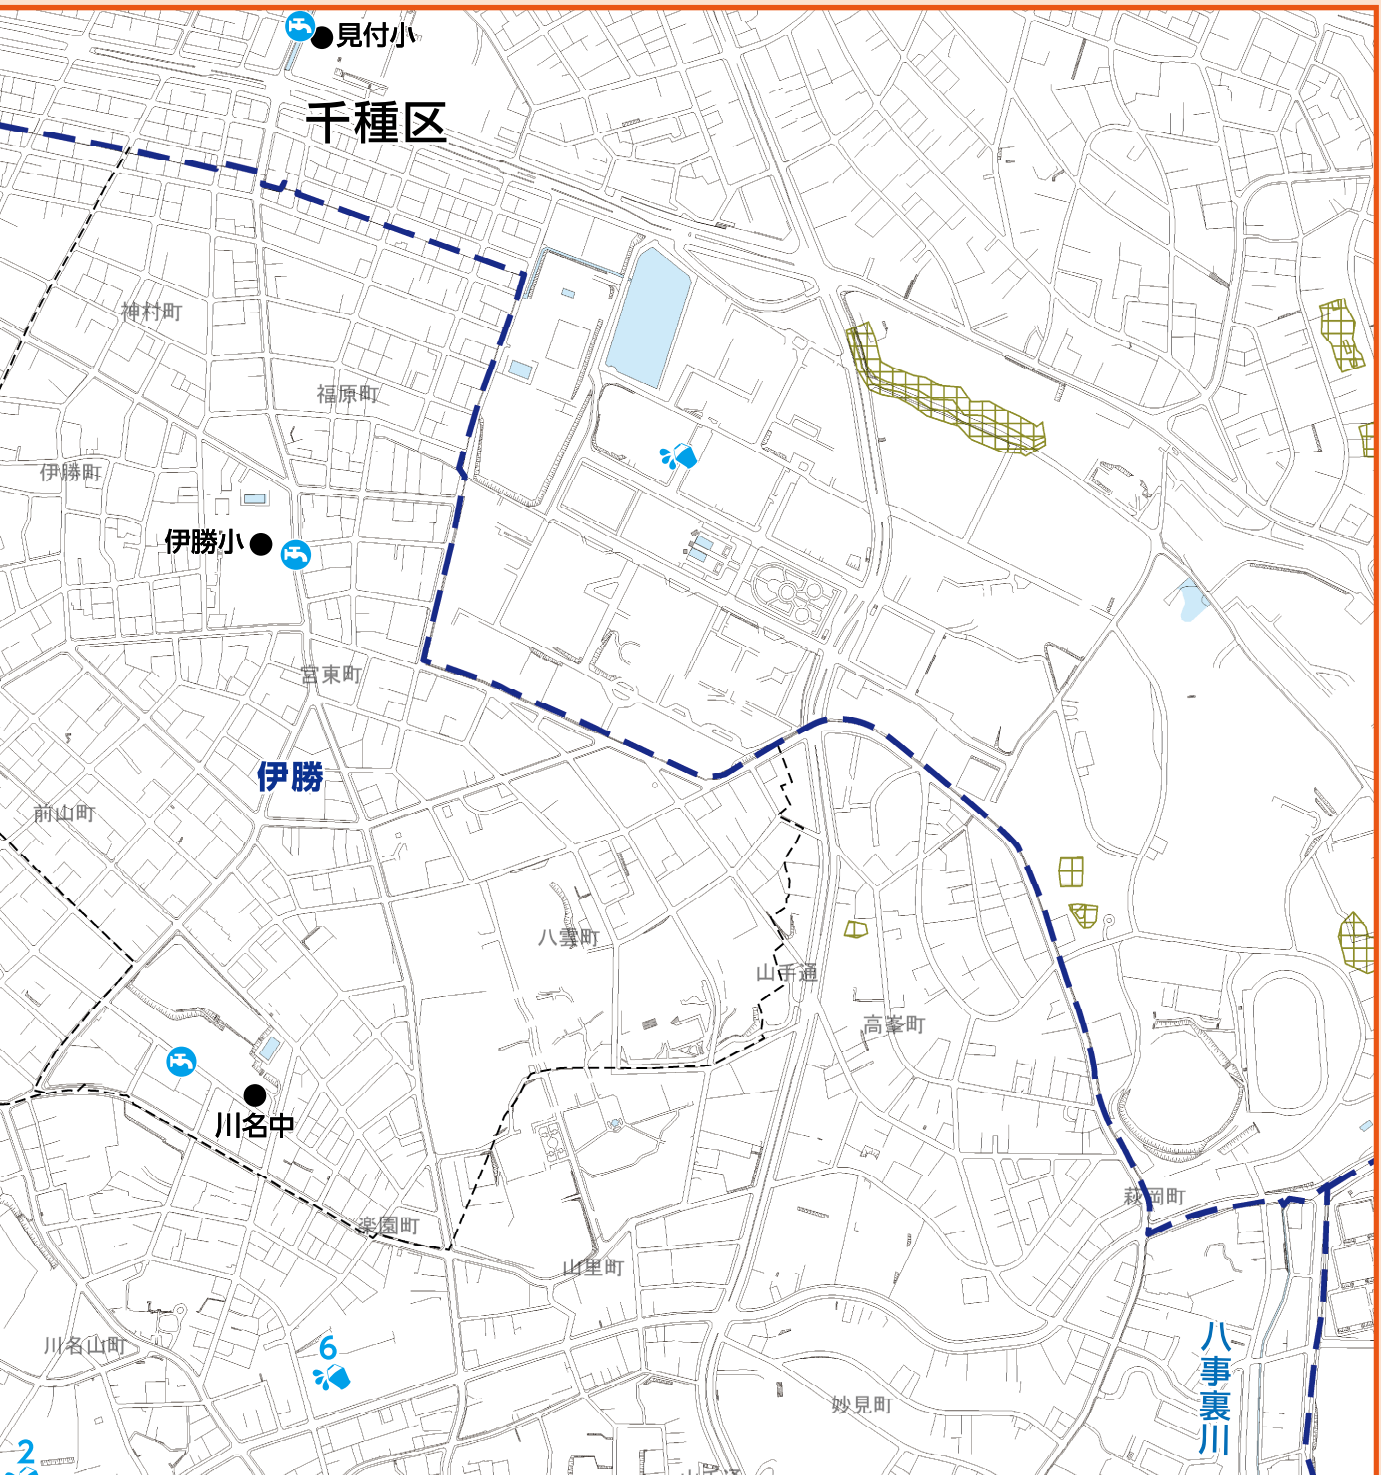 見付小
千種区
神村町
福原町
伊勝町
伊勝小
宮東町
伊勝
前山町
八雲町
山手通
高峯町
川名中
萩岡町
楽園町
山里町
八事裏川
川名山町
6
妙見町
2